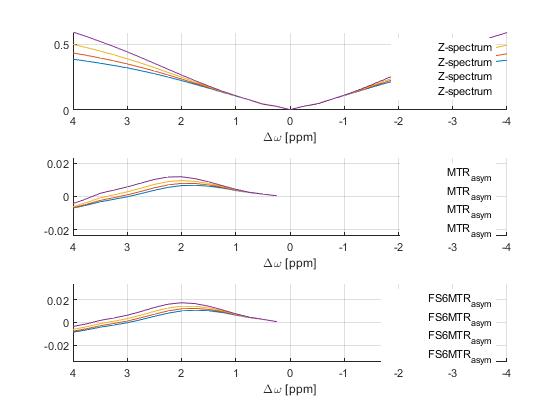 0.5
0
Z-spectrum
Z-spectrum
Z-spectrum
Z-spectrum
4 3 2 1 0 -1 -2 -3 -4
Δω [ppm]
0.02
0
-0.02
MTRasym
MTRasym
MTRasym
MTRasym
4 3 2 1 0 -1 -2 -3 -4
Δω [ppm]
0.02
0
-0.02
FS6MTRasym
FS6MTRasym
FS6MTRasym
FS6MTRasym
4 3 2 1 0 -1 -2 -3 -4
Δω [ppm]